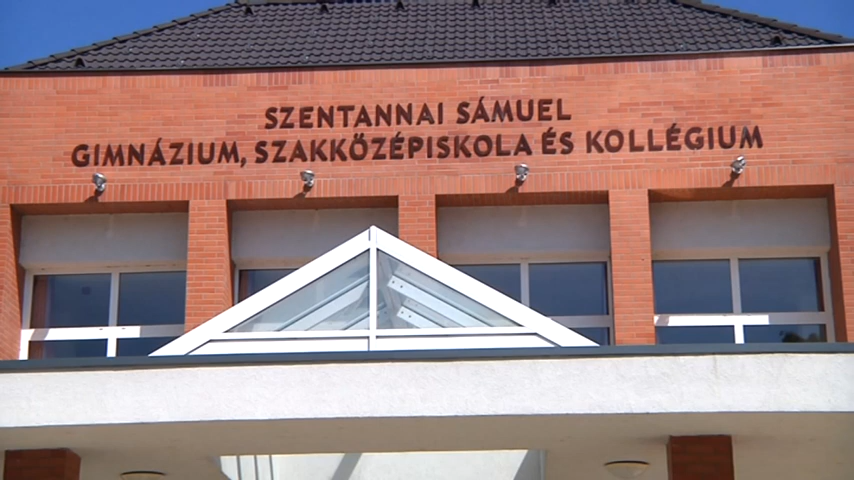 SZENTANNAI SÁMUEL
GIMNÁZIUM, SZAKKÖZÉPISKOLA ÉS KOLLÉGIUM